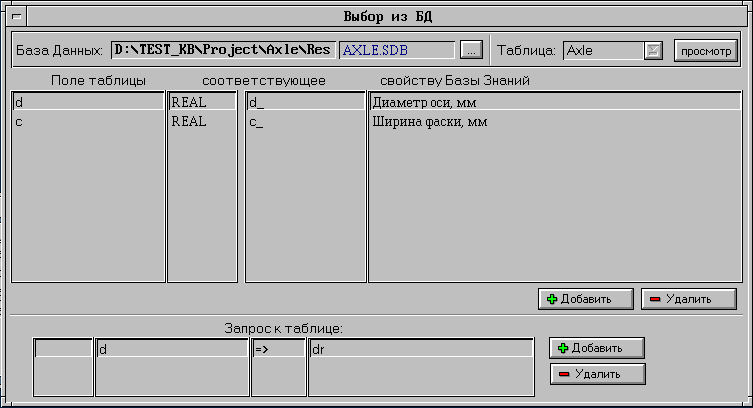 Выбор из БД
База Данных: D:\TEST_KB\Project\Axle\Res AXLE.SDB ... Таблица: Axle просмотр
Поле таблицы соответствующее свойству Базы Знаний
d REAL d_ Диаметр оси, мм
c REAL c_ Ширина фаски, мм
Добавить Удалить
Запрос к таблице:
d => dr Добавить
Удалить